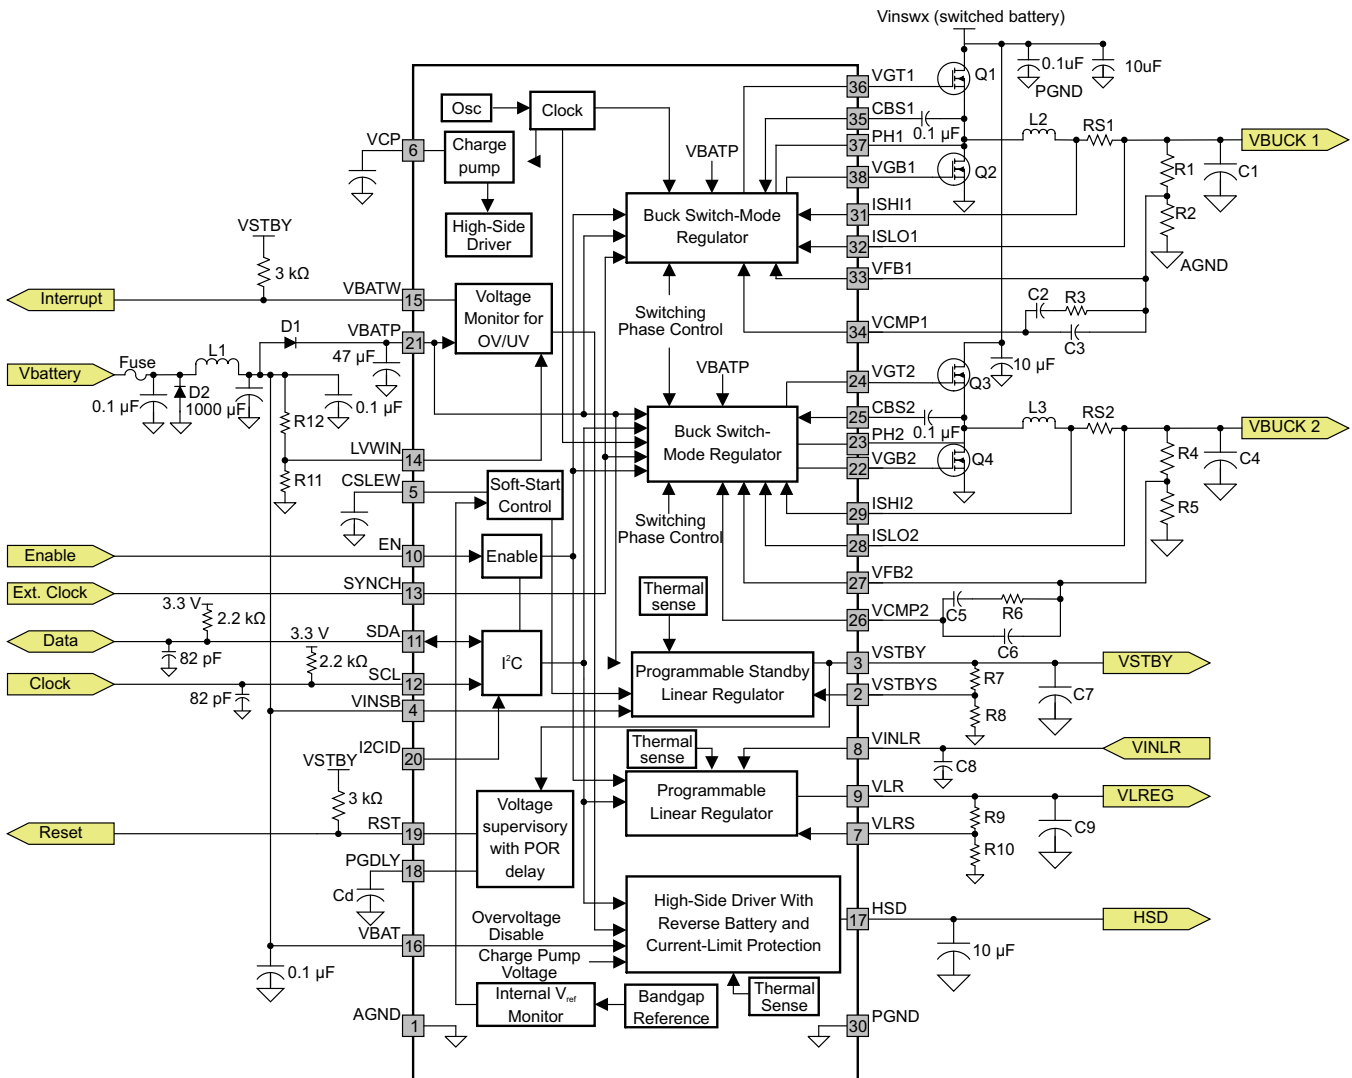 Vinswx (switched battery)
0.1uF
10uF
PGND
Q1
Osc
Clock
VCP
6
Charge
pump
High-Side
Driver
VBATP
Buck Switch-Mode
Regulator
36
VGT1
35
CBS1
0.1 µF
37
PH1
38
VGB1
Q2
31
ISHI1
32
ISLO1
33
VFB1
34
VCMP1
L2
RS1
VBUCK 1
R1
C1
R2
AGND
C2
R3
C3
VSTBY
3 kΩ
Interrupt
VBATW
15
Voltage
Monitor for
OV/UV
Switching
Phase Control
D1
VBATP
21
47 µF
Vbattery
Fuse
L1
0.1 µF
D2
1000 µF
0.1 µF
R12
R11
LVWIN
14
VBATP
Buck Switch-
Mode Regulator
10 µF
24
VGT2
Q3
25
CBS2
0.1 µF
23
PH2
22
VGB2
Q4
29
ISHI2
28
ISLO2
27
VFB2
26
VCMP2
L3
RS2
VBUCK 2
R4
C4
R5
C5
R6
C6
CSLEW
5
Soft-Start
Control
Switching
Phase Control
Enable
EN
10
Enable
Ext. Clock
SYNCH
13
Thermal
sense
3.3 V
2.2 kΩ
Data
SDA
11
82 pF
3.3 V
2.2 kΩ
I²C
Clock
SCL
12
82 pF
VINSB
4
Programmable Standby
Linear Regulator
3
VSTBY
2
VSTBYS
R7
R8
C7
VSTBY
I2CID
20
Thermal
sense
8
VINLR
C8
VINLR
VSTBY
3 kΩ
Reset
RST
19
Voltage
supervisory
with POR
delay
Programmable
Linear Regulator
9
VLR
7
VLRS
R9
R10
C9
VLREG
PGDLY
18
Cd
VBAT
16
0.1 µF
Overvoltage
Disable
Charge Pump
Voltage
High-Side Driver With
Reverse Battery and
Current-Limit Protection
17
HSD
10 µF
HSD
Internal Vref
Monitor
Bandgap
Reference
Thermal
Sense
AGND
1
30
PGND